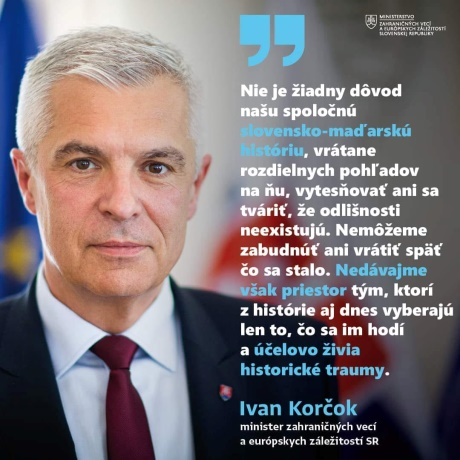 MINISTERSTVO
ZAHRANIČNÝCH VECÍ
A EURÓPSKYCH ZÁLEŽITOSTÍ
SLOVENSKEJ REPUBLIKY
Nie je žiadny dôvod
našu spoločnú
slovensko-maďarskú
históriu, vrátane
rozdielnych pohľadov
na ňu, vytesňovať ani sa
tváriť, že odlišnosti
neexistujú. Nemôžeme
zabudnúť ani vrátiť späť
čo sa stalo. Nedávajme
však priestor tým, ktorí
z histórie aj dnes vyberajú
len to, čo sa im hodí
a účelovo živia
historické traumy.
Ivan Korčok
minister zahraničných vecí
a európskych záležitostí SR